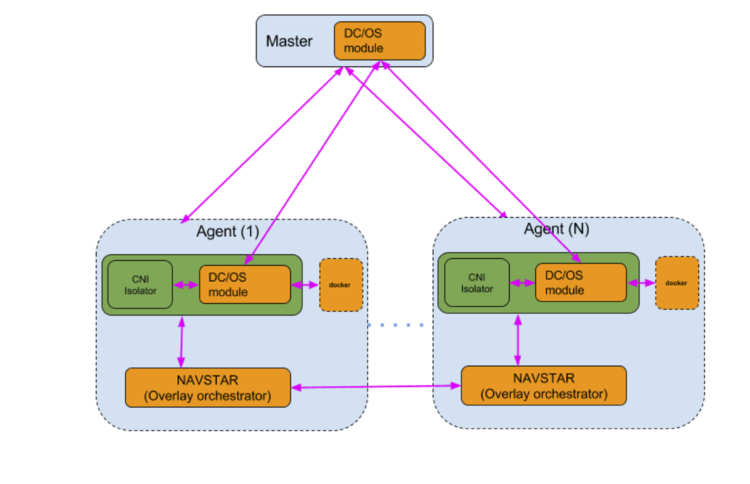 Master
DC/OS
module
Agent (1)
CNI
Isolator
DC/OS
module
docker
NAVSTAR
(Overlay orchestrator)
Agent (N)
CNI
Isolator
DC/OS
module
docker
NAVSTAR
(Overlay orchestrator)